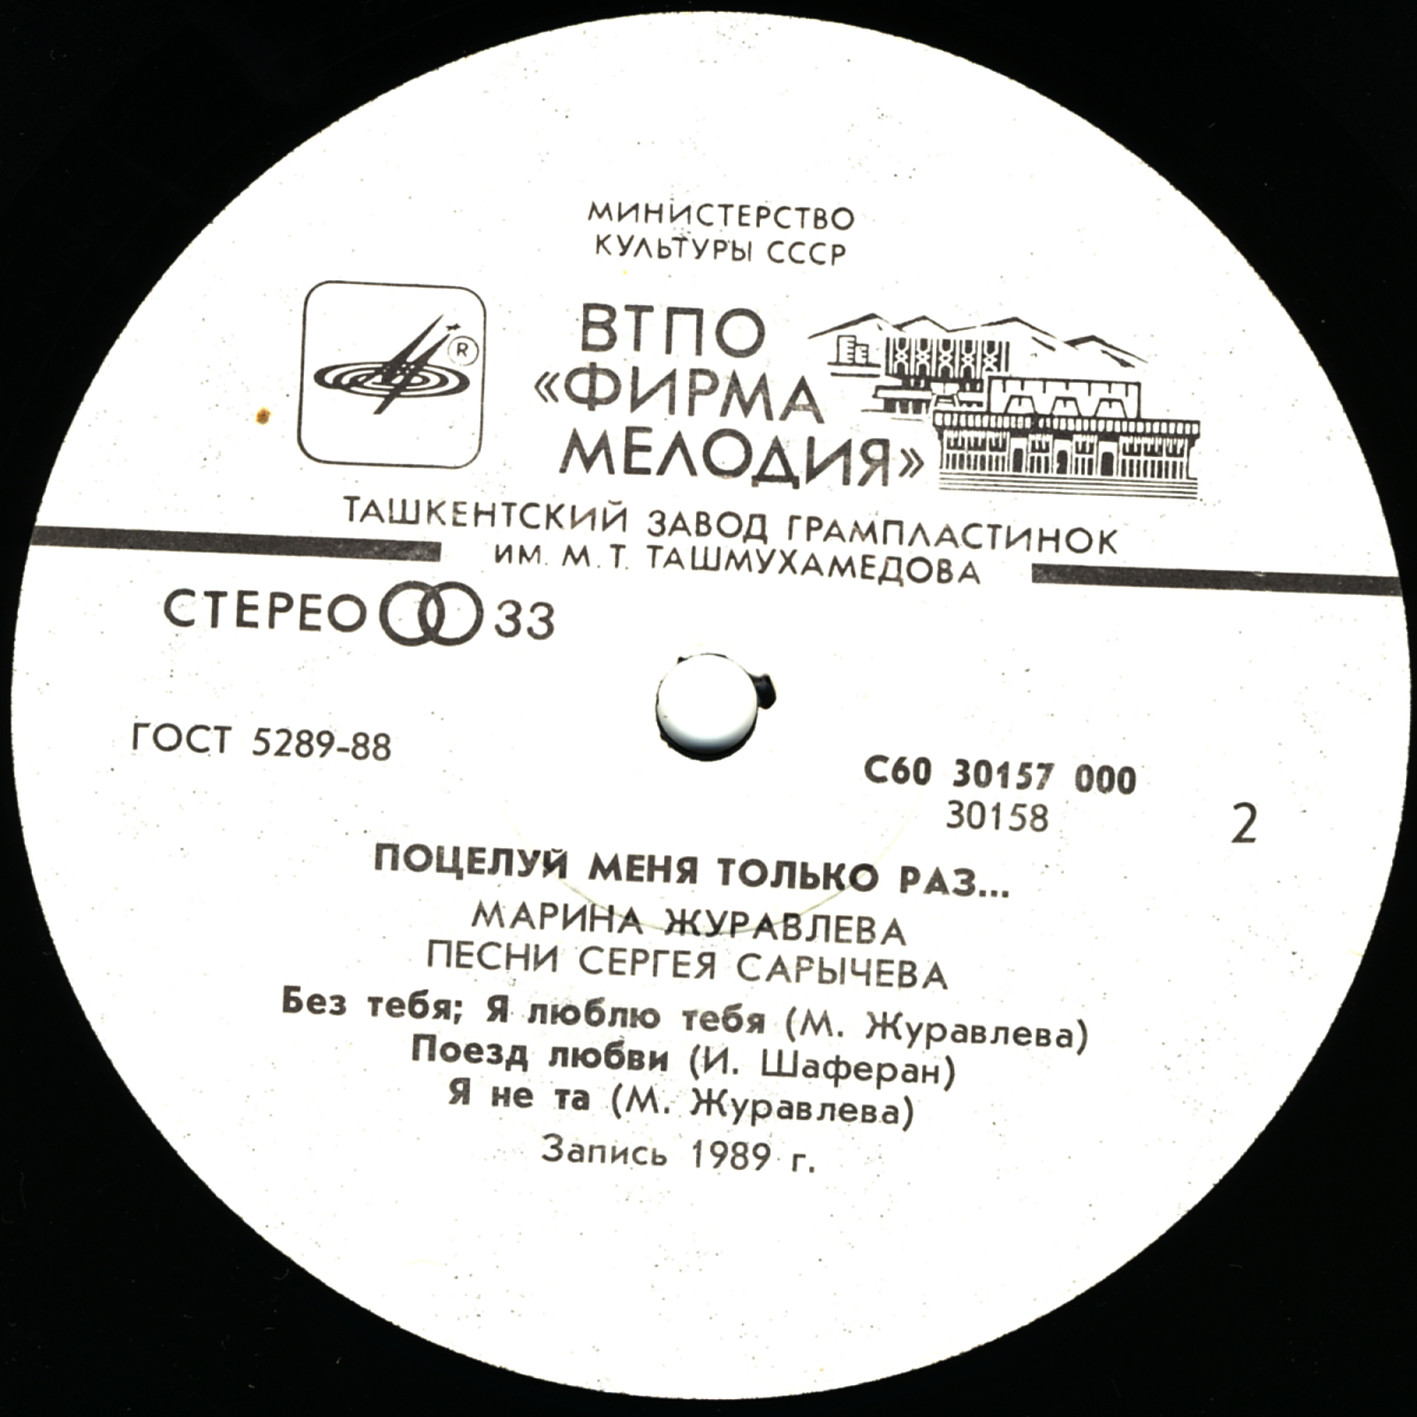 МИНИСТЕРСТВО
КУЛЬТУРЫ СССР
ВТПО
«ФИРМА
МЕЛОДИЯ»
R
ТАШКЕНТСКИЙ ЗАВОД ГРАМПЛАСТИНОК
ИМ. М. Т. ТАШМУХАМЕДОВА
СТЕРЕО 33
ГОСТ 5289-88
С60 30157 000
30158
2
ПОЦЕЛУЙ МЕНЯ ТОЛЬКО РАЗ...
МАРИНА ЖУРАВЛЕВА
ПЕСНИ СЕРГЕЯ САРЫЧЕВА
Без тебя; Я люблю тебя (М. Журавлева)
Поезд любви (И. Шаферан)
Я не та (М. Журавлева)
Запись 1989 г.